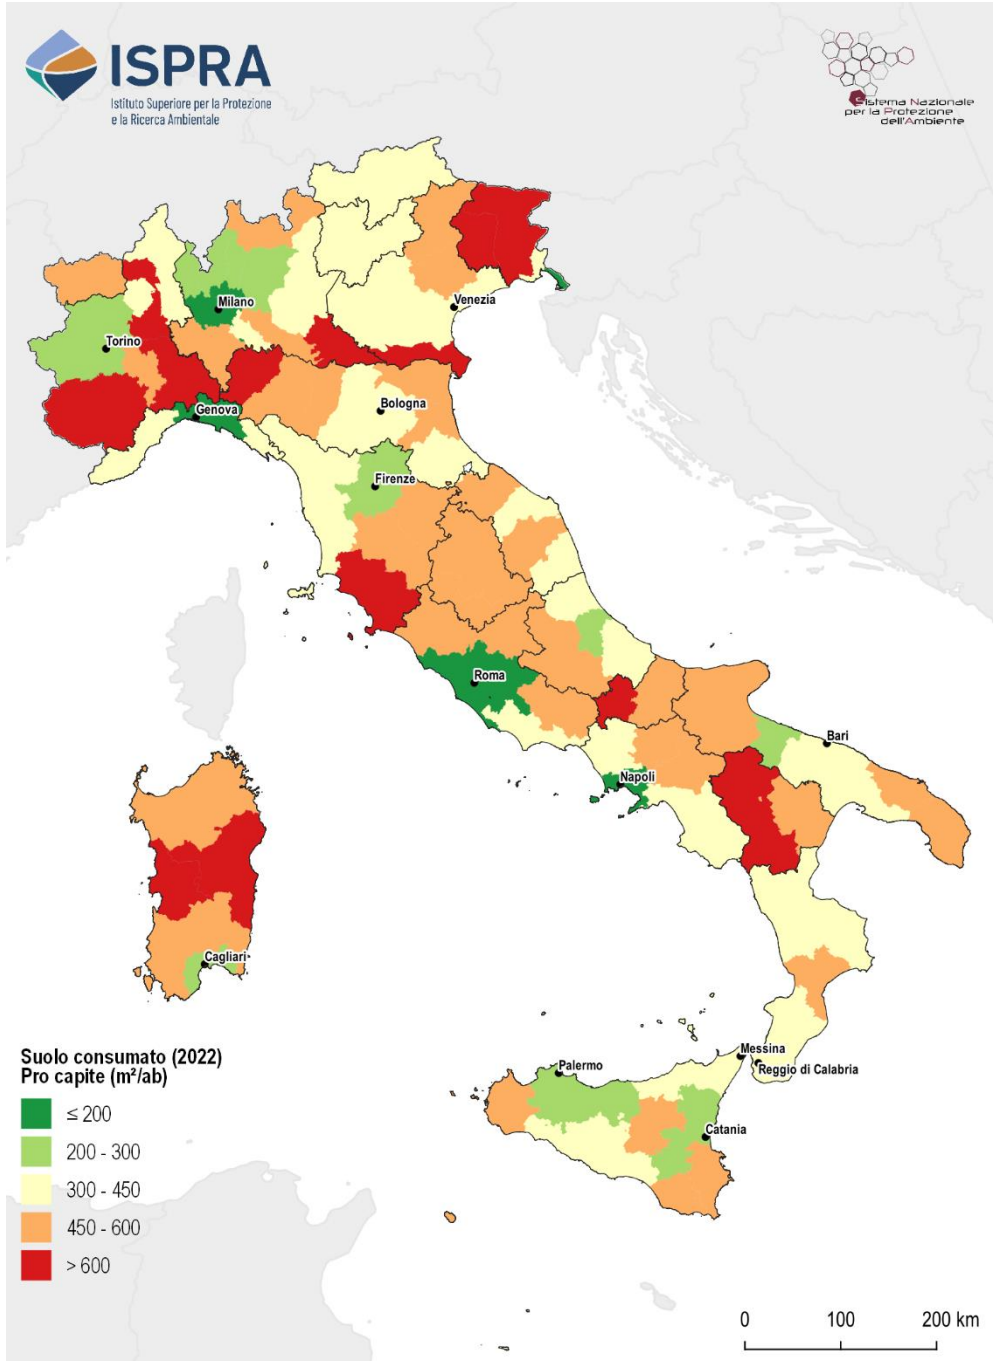 ISPRA
Istituto Superiore per la Protezione
e la Ricerca Ambientale
Sistema Nazionale
per la Protezione
dell'Ambiente
Milano
Venezia
Torino
Genova
Bologna
Firenze
Roma
Bari
Napoli
Cagliari
Messina
Reggio di Calabria
Palermo
Catania
Suolo consumato (2022)
Pro capite (m²/ab)
≤ 200
200 - 300
300 - 450
450 - 600
> 600
0 100 200 km